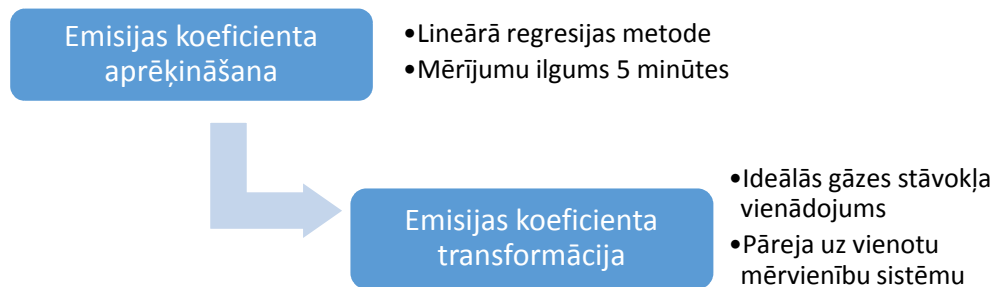 Emisijas koeficienta
aprēķināšana
•Lineārā regresijas metode
•Mērījumu ilgums 5 minūtes
Emisijas koeficienta
transformācija
•Ideālās gāzes stāvokļa
vienādojums
•Pāreja uz vienotu
mērvienību sistēmu